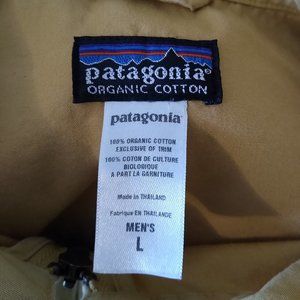 patagonia®
ORGANIC COTTON
patagonia®
100% ORGANIC COTTON
EXCLUSIVE OF TRIM
100% COTON DE CULTURE
BIOLOGIQUE
A PART LA GARNITURE
Made in THAILAND
Fabriqué EN THAILANDE
MEN'S
L